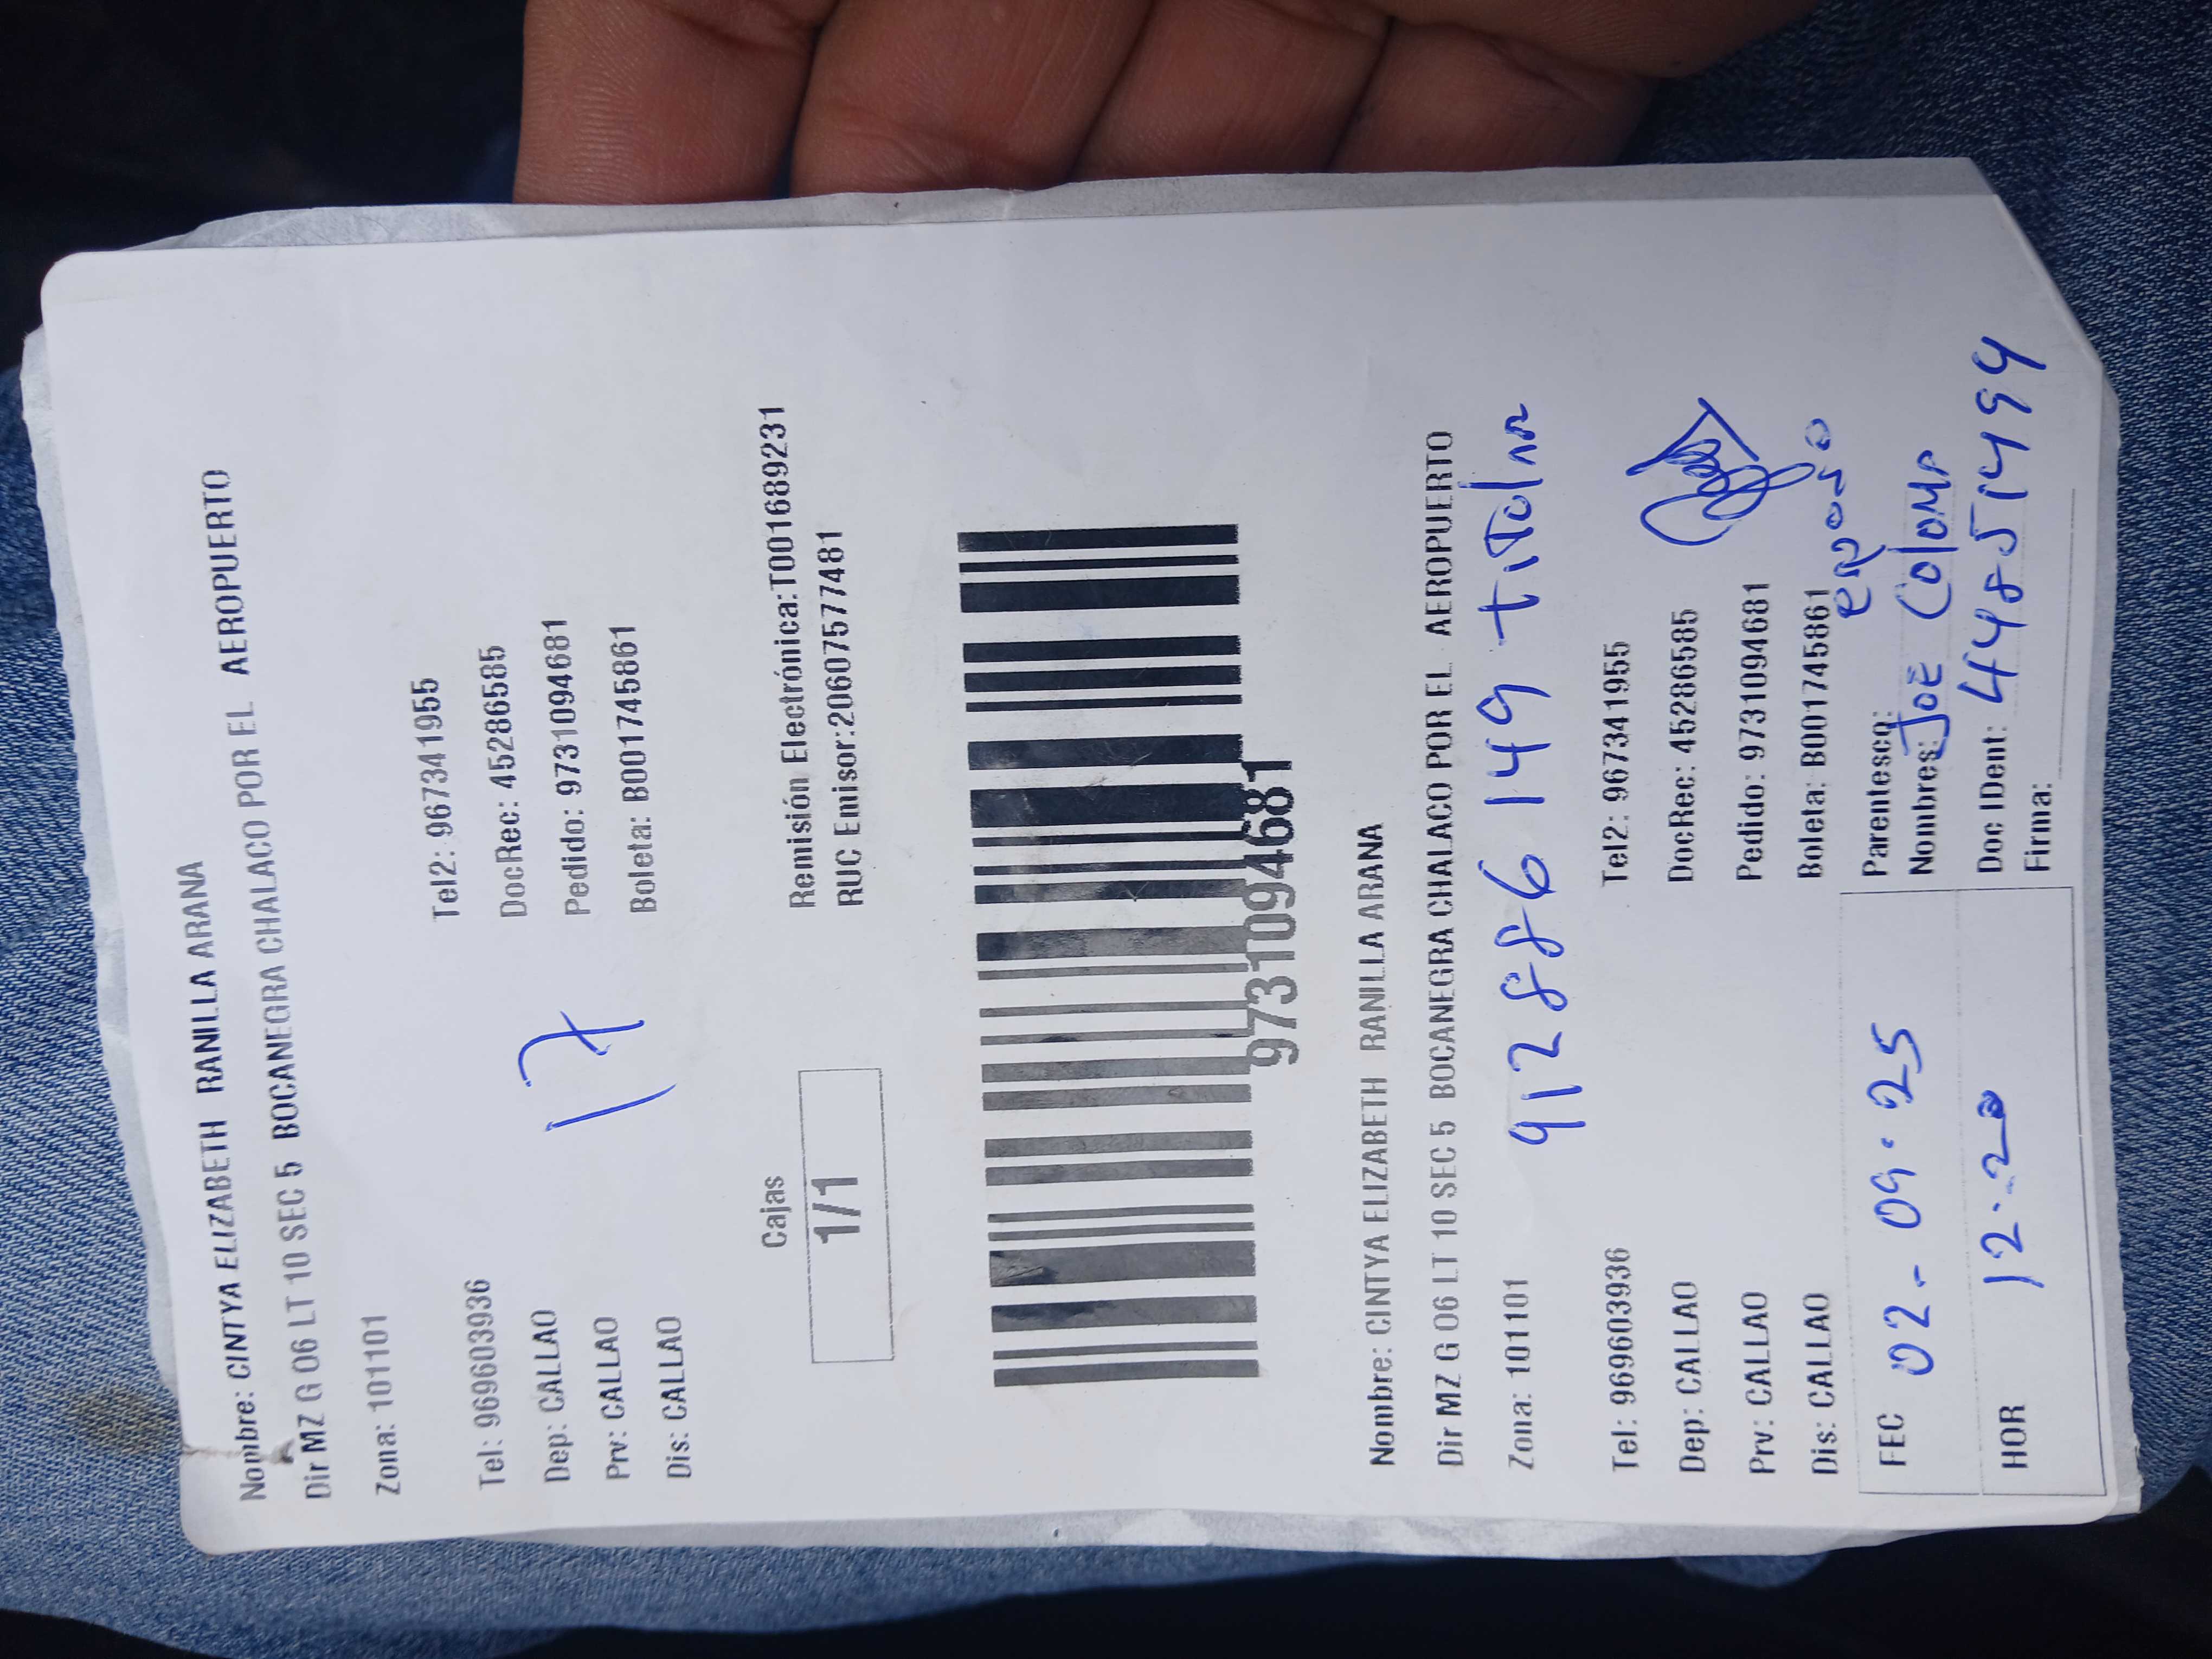 Nombre: CINTYA ELIZABETH RANILLA ARANA
Dir MZ G 06 LT 10 SEC 5 BOCANEGRA CHALACO POR EL AEROPUERTO
Zona: 101101
Tel: 969603936 Tel2: 967341955
Dep: CALLAO DocRec: 45286585
Prv: CALLAO Pedido: 9731094681
Dis: CALLAO Boleta: B001745861
17
Cajas
1/1
Remisión Electrónica:T001689231
RUC Emisor:20607577481
9731094681
Nombre: CINTYA ELIZABETH RANILLA ARANA
Dir MZ G 06 LT 10 SEC 5 BOCANEGRA CHALACO POR EL AEROPUERTO
Zona: 101101
912886149 titular
Tel: 969603936 Tel2: 967341955
Dep: CALLAO DocRec: 45286585
Prv: CALLAO Pedido: 9731094681
Dis: CALLAO Boleta: B001745861
FEC 02-09.25
HOR 12.20
Parentesco: esposo
Nombres: JOE COlOMA
Doc IDent: 44851499
Firma: